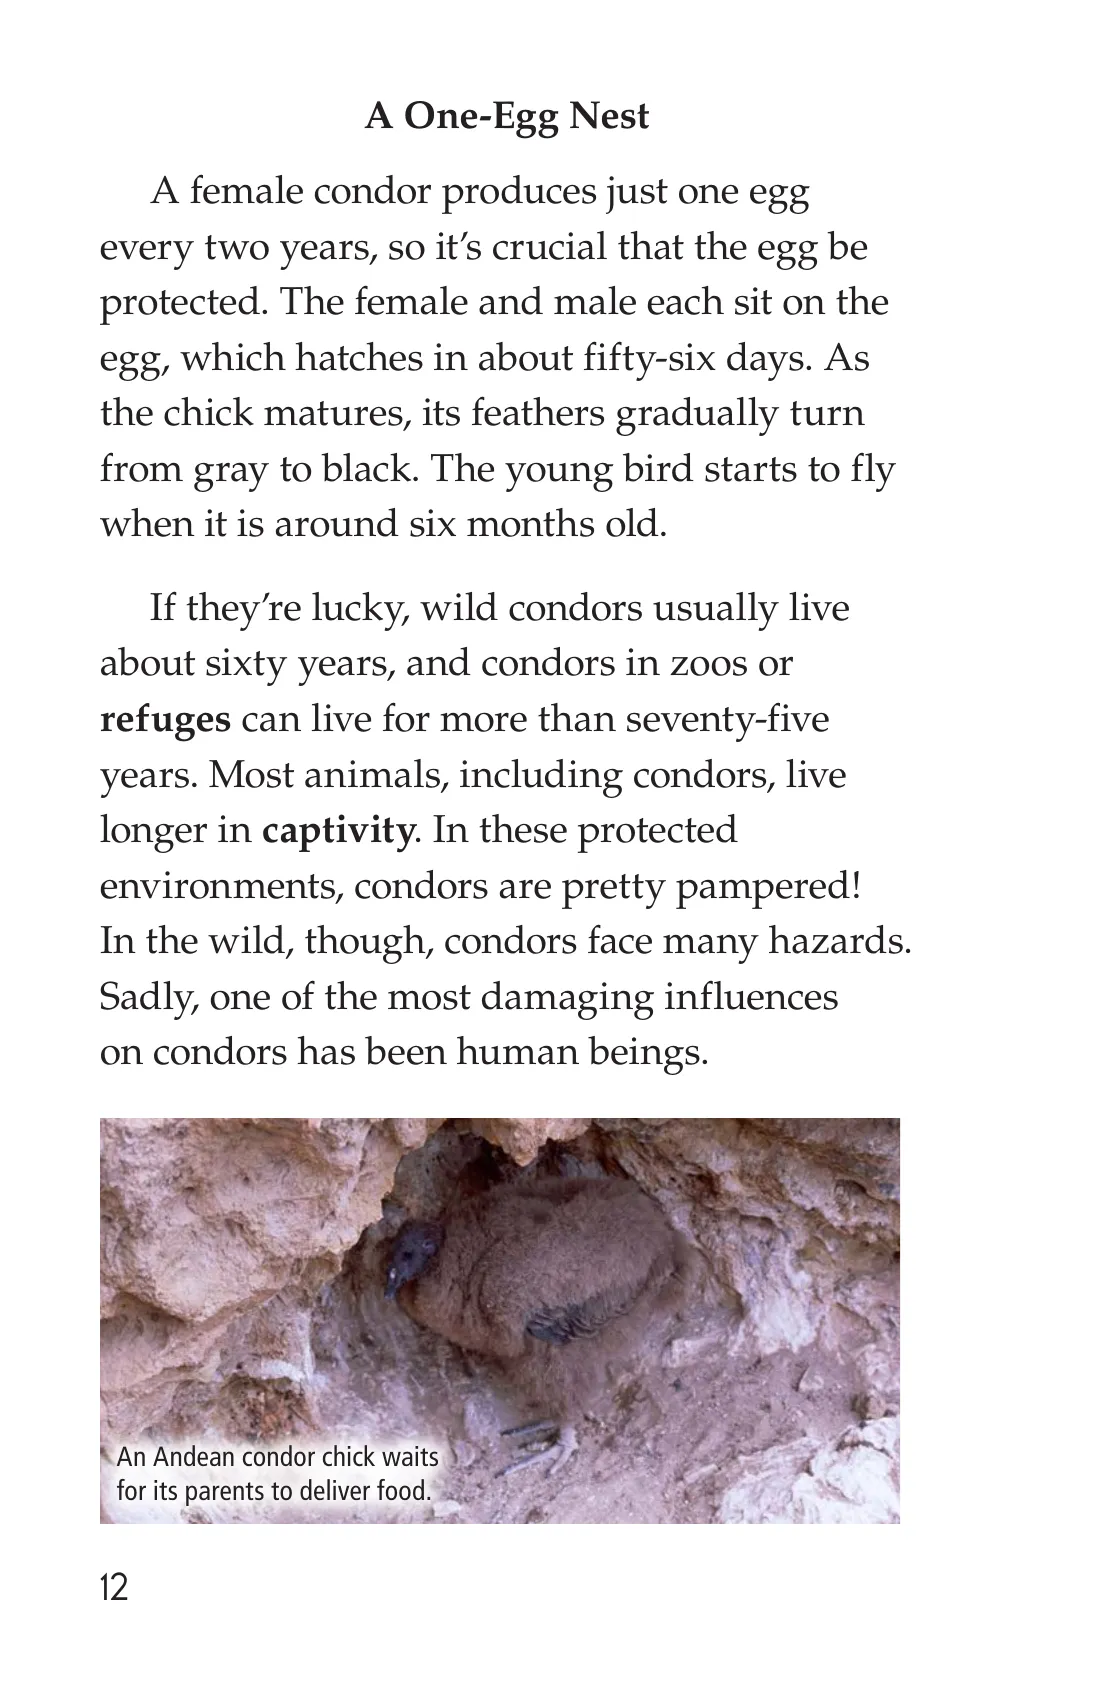 A One-Egg Nest
A female condor produces just one egg
every two years, so it’s crucial that the egg be
protected. The female and male each sit on the
egg, which hatches in about fifty-six days. As
the chick matures, its feathers gradually turn
from gray to black. The young bird starts to fly
when it is around six months old.
If they’re lucky, wild condors usually live
about sixty years, and condors in zoos or
refuges can live for more than seventy-five
years. Most animals, including condors, live
longer in captivity. In these protected
environments, condors are pretty pampered!
In the wild, though, condors face many hazards.
Sadly, one of the most damaging influences
on condors has been human beings.
An Andean condor chick waits
for its parents to deliver food.
12